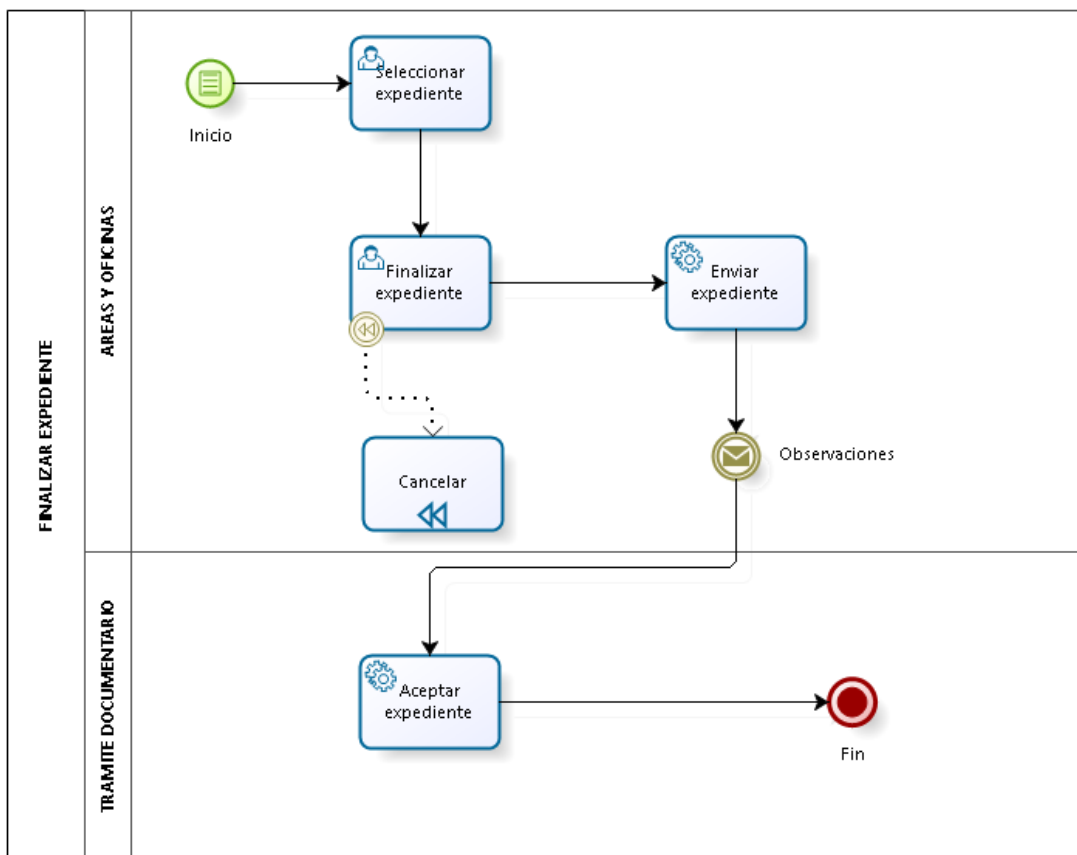 FINALIZAR EXPEDIENTE
AREAS Y OFICINAS
Inicio
Seleccionar
expediente
Finalizar
expediente
Enviar
expediente
Cancelar
Observaciones
TRAMITE DOCUMENTARIO
Aceptar
expediente
Fin